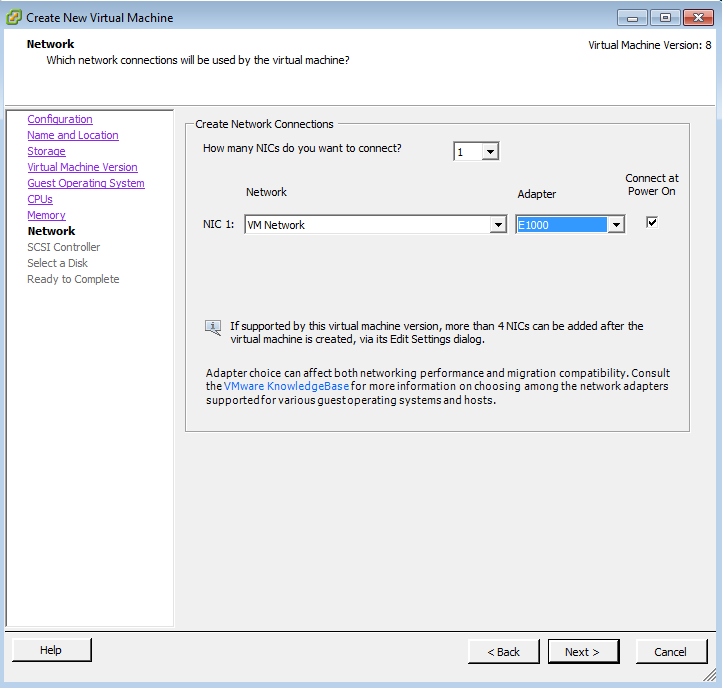 Create New Virtual Machine
Network
Which network connections will be used by the virtual machine?
Virtual Machine Version: 8
Configuration
Name and Location
Storage
Virtual Machine Version
Guest Operating System
CPUs
Memory
Network
SCSI Controller
Select a Disk
Ready to Complete
Create Network Connections
How many NICs do you want to connect?
1
Network
Adapter
Connect at
Power On
NIC 1:
VM Network
E1000
If supported by this virtual machine version, more than 4 NICs can be added after the
virtual machine is created, via its Edit Settings dialog.
Adapter choice can affect both networking performance and migration compatibility. Consult
the VMware KnowledgeBase for more information on choosing among the network adapters
supported for various guest operating systems and hosts.
Help
< Back
Next >
Cancel